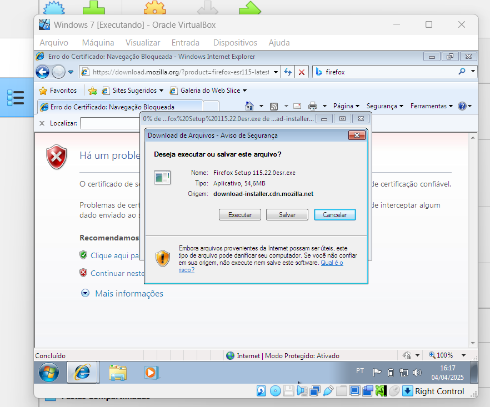 Windows 7 [Executando] - Oracle VirtualBox
Arquivo Máquina Visualizar Entrada Dispositivos Ajuda
Erro do Certificado: Navegação Bloqueada - Windows Internet Explorer
https://download.mozilla.org/?product=firefox-esr115-latest firefox
Favoritos Sites Sugeridos Galeria do Web Slice
Erro do Certificado: Navegação Bloqueada Página Segurança Ferramentas
Localizar:
0% de ...fox%20Setup%20115.22.0esr.exe de ...ad-installer...
Download de Arquivos - Aviso de Segurança
Deseja executar ou salvar este arquivo?
Nome: Firefox Setup 115.22.0esr.exe
Tipo: Aplicativo, 54,6MB
Origem: download-installer.cdn.mozilla.net
Executar Salvar Cancelar
Embora arquivos provenientes da Internet possam ser úteis, este
tipo de arquivo pode danificar seu computador. Se você não confiar
em sua origem, não execute nem salve este software. Qual é o
risco?
Há um proble
O certificado de s de certificação confiável.
Problemas de cer de interceptar algum
dado enviado ao
Recomendamos
Clique aqui pa
Continuar neste
Mais informações
Concluído Internet | Modo Protegido: Ativado 100%
PT 16:17
04/04/2025
Right Control